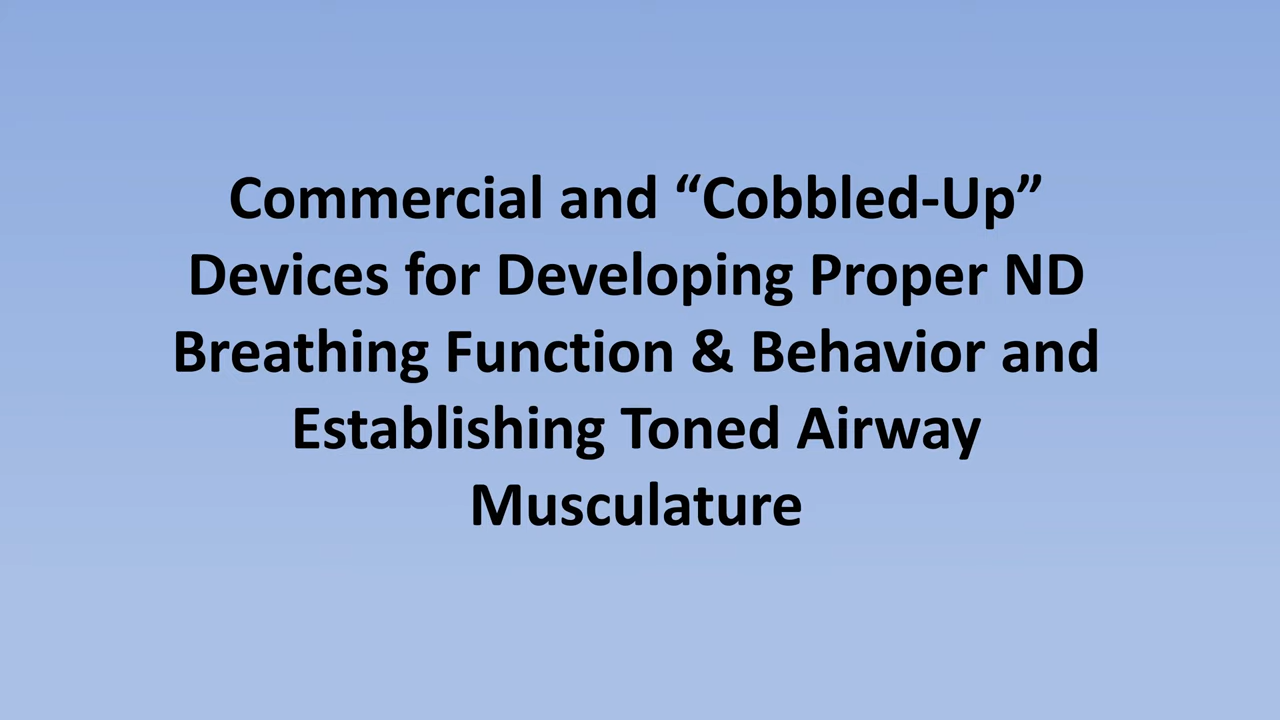 Commercial and “Cobbled-Up”
Devices for Developing Proper ND
Breathing Function & Behavior and
Establishing Toned Airway
Musculature